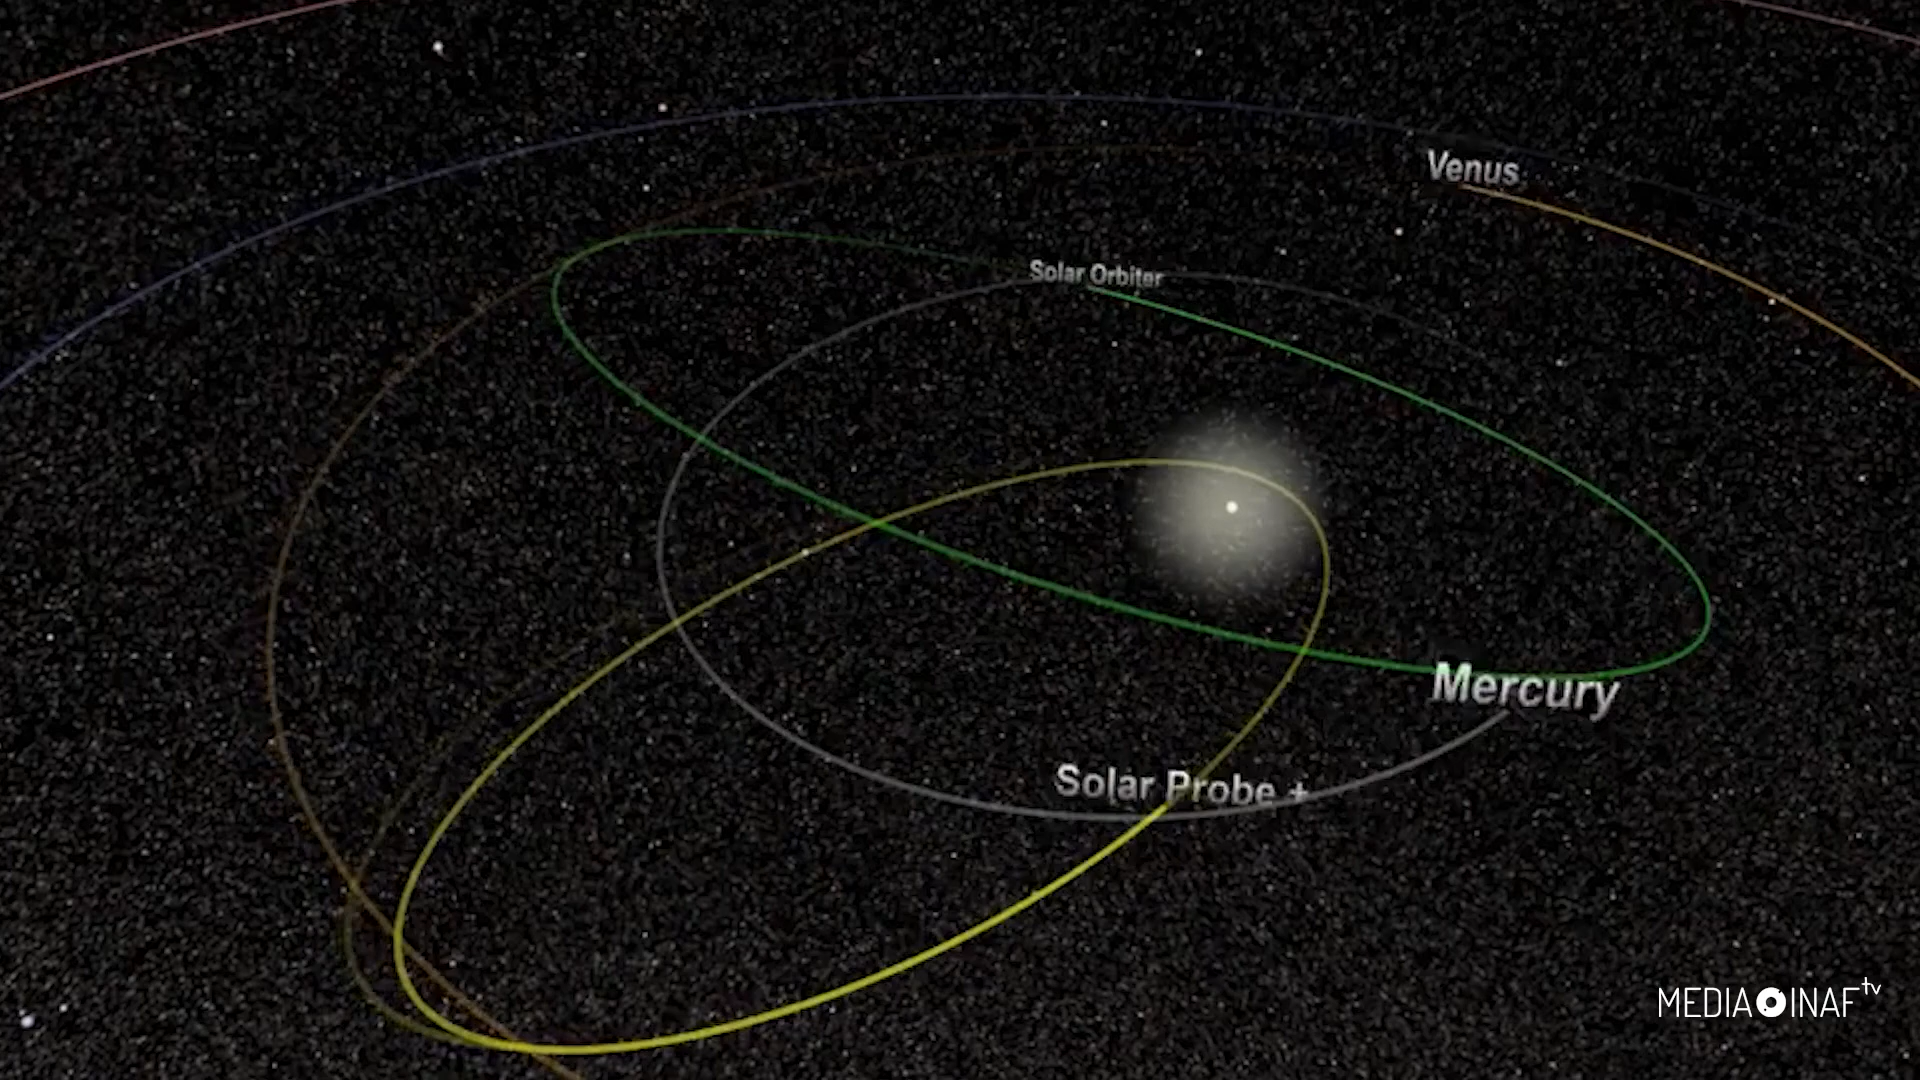 Venus
Solar Orbiter
Mercury
Solar Probe +
MEDIA INAF tv